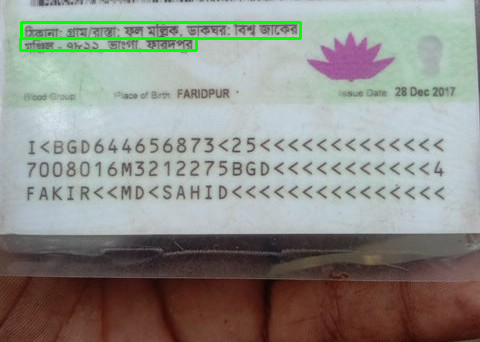 ঠিকানা: গ্রাম/রাস্তা: ফল মল্লিক, ডাকঘর: বিশ্ব জাকের
মঞ্জিল - ৭৮১১, ভাংগা, ফরিদপুর
Blood Group Place of Birth FARIDPUR Issue Date 28 Dec 2017
I<BGD644656873<25<<<<<<<<<<<<<
7008016M3212275BGD<<<<<<<<<<<4
FAKIR<<MD<SAHID<<<<<<<<<<<<<<<